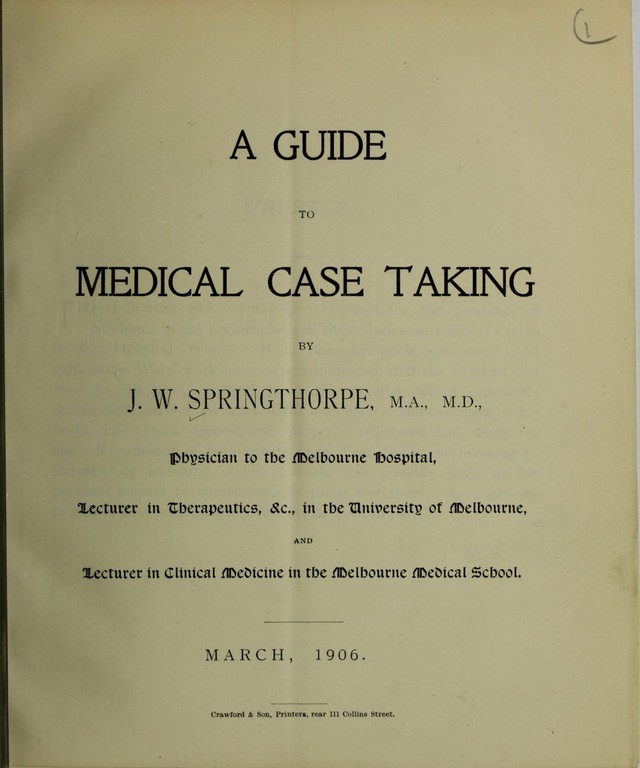 1
A GUIDE
TO
MEDICAL CASE TAKING
BY
J. W. SPRINGTHORPE, M.A., M.D.,
Physician to the Melbourne Hospital,
Lecturer in Therapeutics, &c., in the University of Melbourne,
AND
Lecturer in Clinical Medicine in the Melbourne Medical School.
MARCH, 1906.
Crawford & Son, Printers, rear 111 Collins Street.